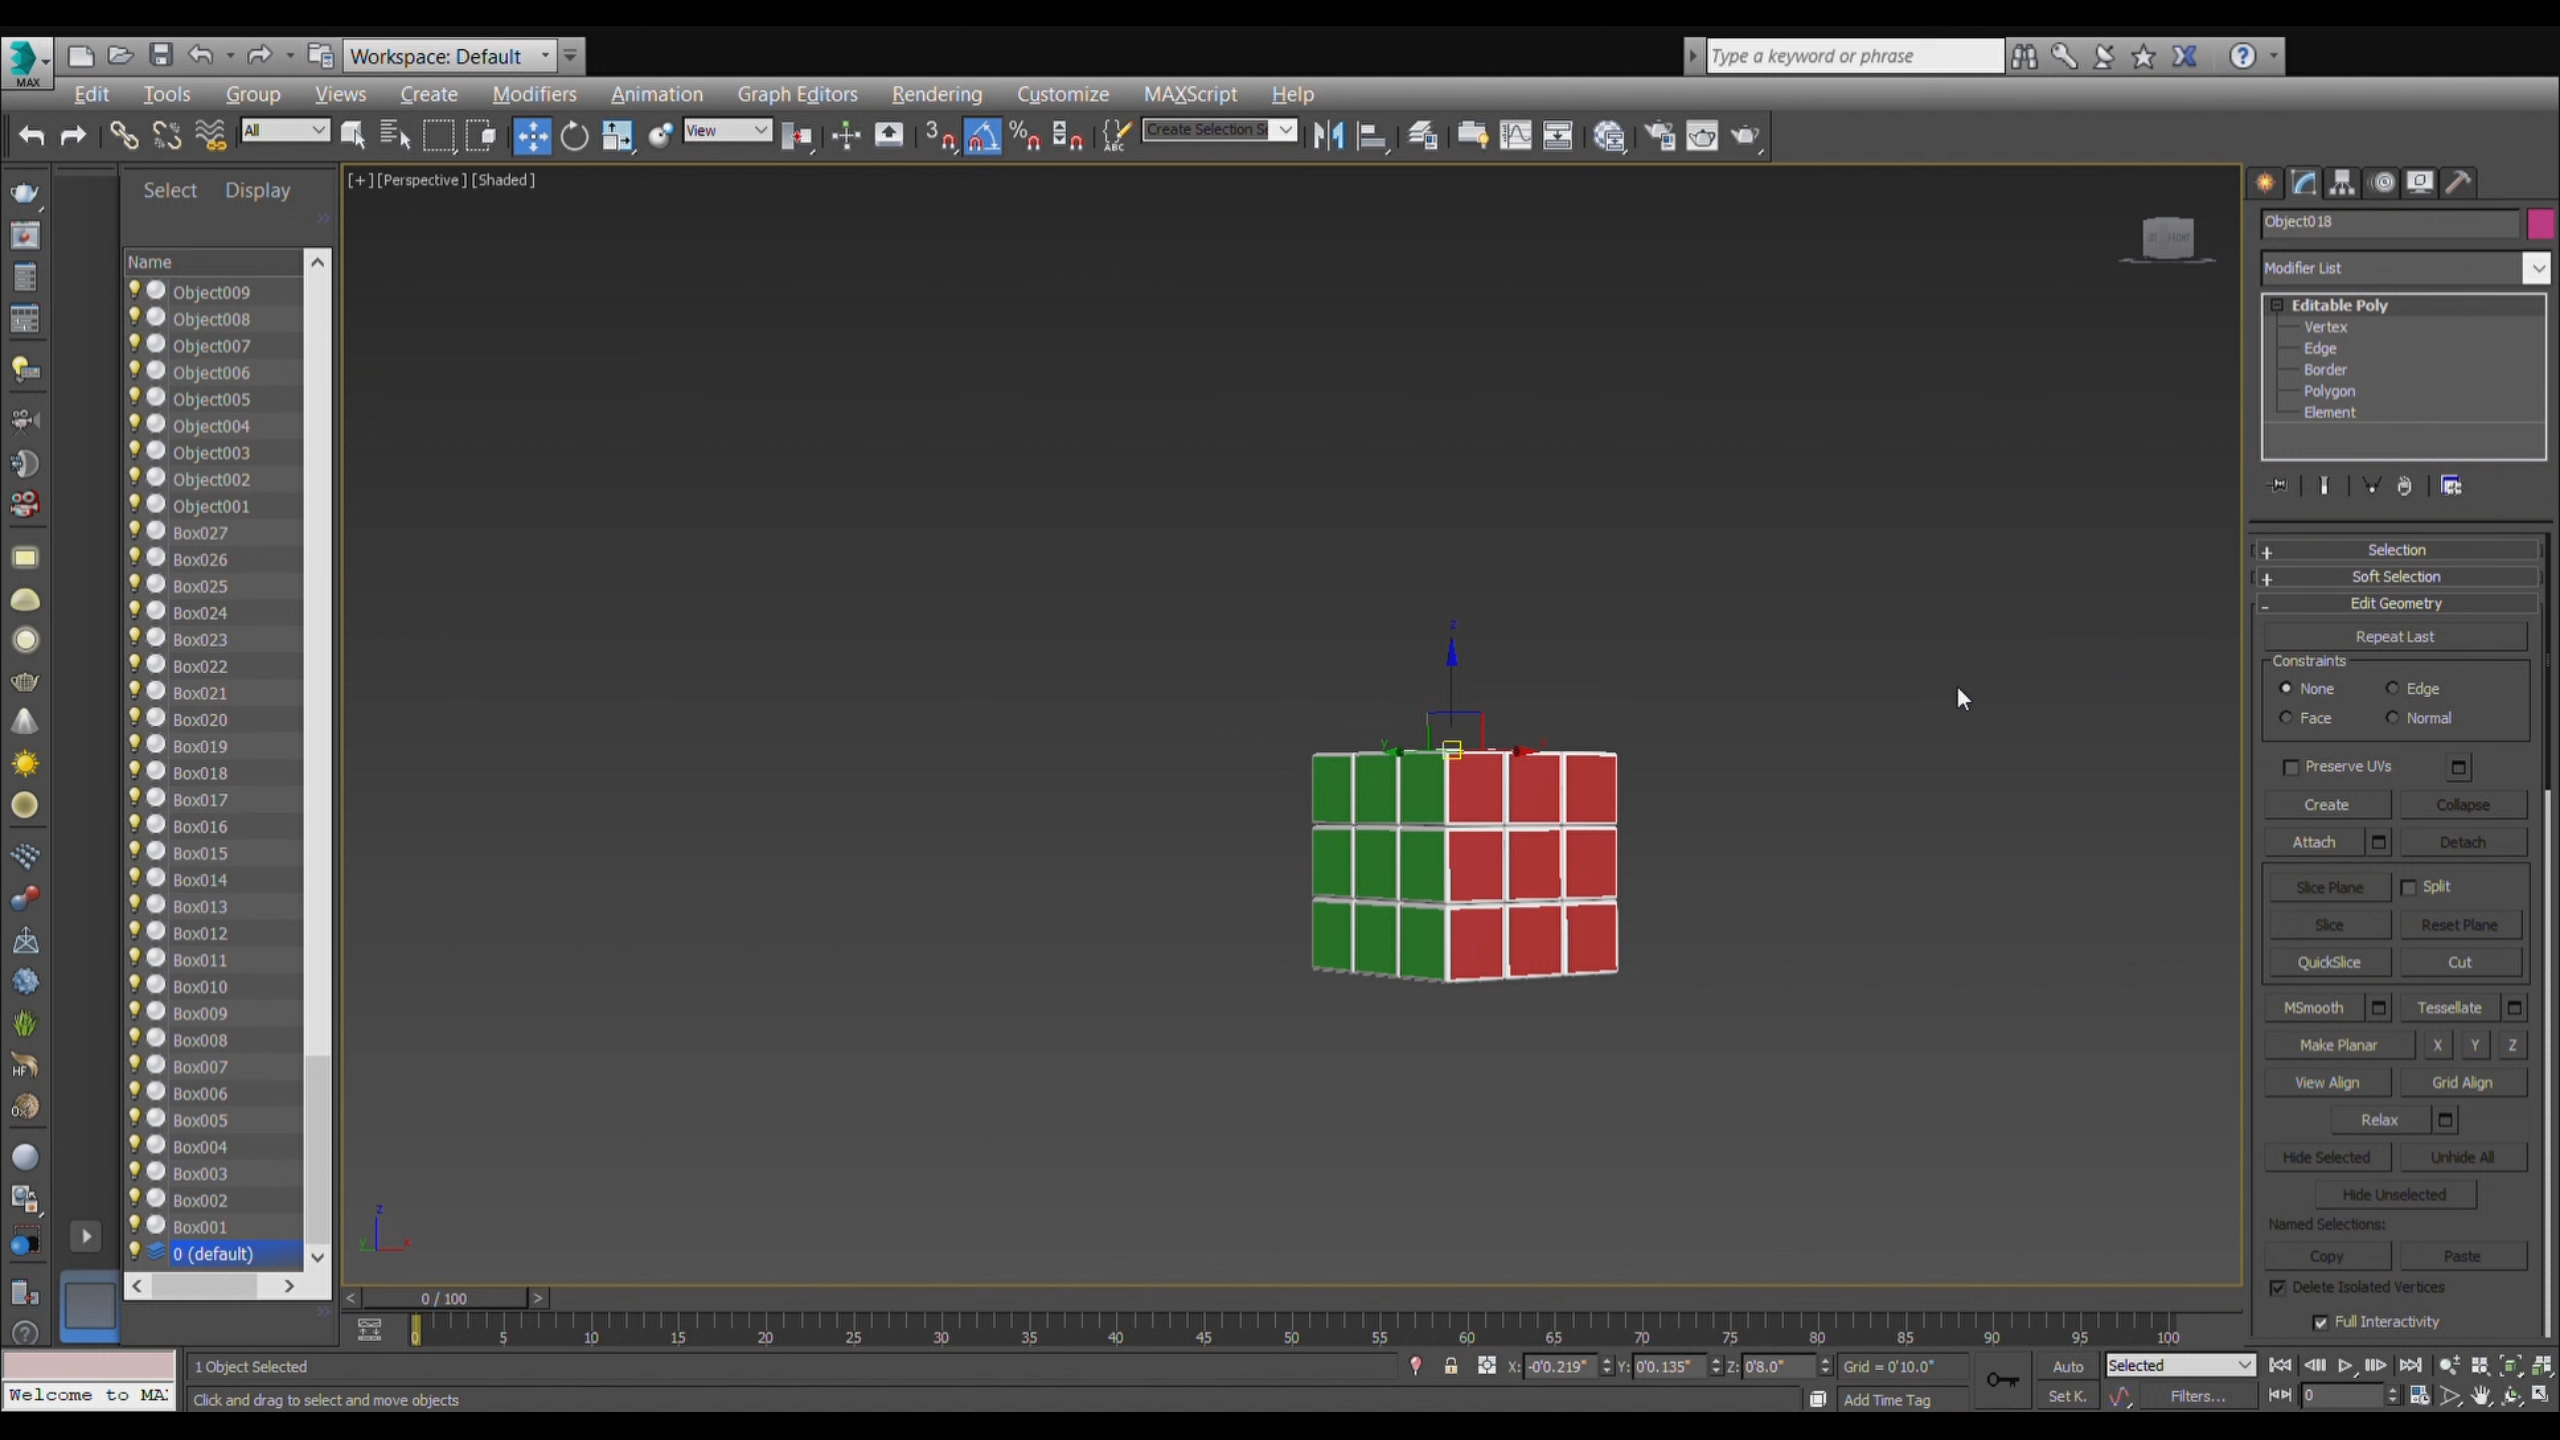 MAX
Workspace: Default
Type a keyword or phrase
Edit Tools Group Views Create Modifiers Animation Graph Editors Rendering Customize MAXScript Help
All
View
3
%
ABC
Create Selection Se
Select Display
[+] [Perspective] [Shaded]
FRONT
Name
Object009
Object008
Object007
Object006
Object005
Object004
Object003
Object002
Object001
Box027
Box026
Box025
Box024
Box023
Box022
Box021
Box020
Box019
Box018
Box017
Box016
Box015
Box014
Box013
Box012
Box011
Box010
Box009
Box008
Box007
Box006
Box005
Box004
Box003
Box002
Box001
0 (default)
HF
z
y
z
y x
Object018
Modifier List
Editable Poly
Vertex
Edge
Border
Polygon
Element
+ Selection
+ Soft Selection
- Edit Geometry
Repeat Last
Constraints
None Edge
Face Normal
Preserve UVs
Create Collapse
Attach Detach
Slice Plane Split
Slice Reset Plane
QuickSlice Cut
MSmooth Tessellate
Make Planar X Y Z
View Align Grid Align
Relax
Hide Selected Unhide All
Hide Unselected
Named Selections:
Copy Paste
Delete Isolated Vertices
Full Interactivity
< 0 / 100 >
0 5 10 15 20 25 30 35 40 45 50 55 60 65 70 75 80 85 90 95 100
1 Object Selected
X: -0'0.219" Y: 0'0.135" Z: 0'8.0" Grid = 0'10.0"
Auto Selected
Welcome to MAX
Click and drag to select and move objects
Add Time Tag
Set K. Filters...
0